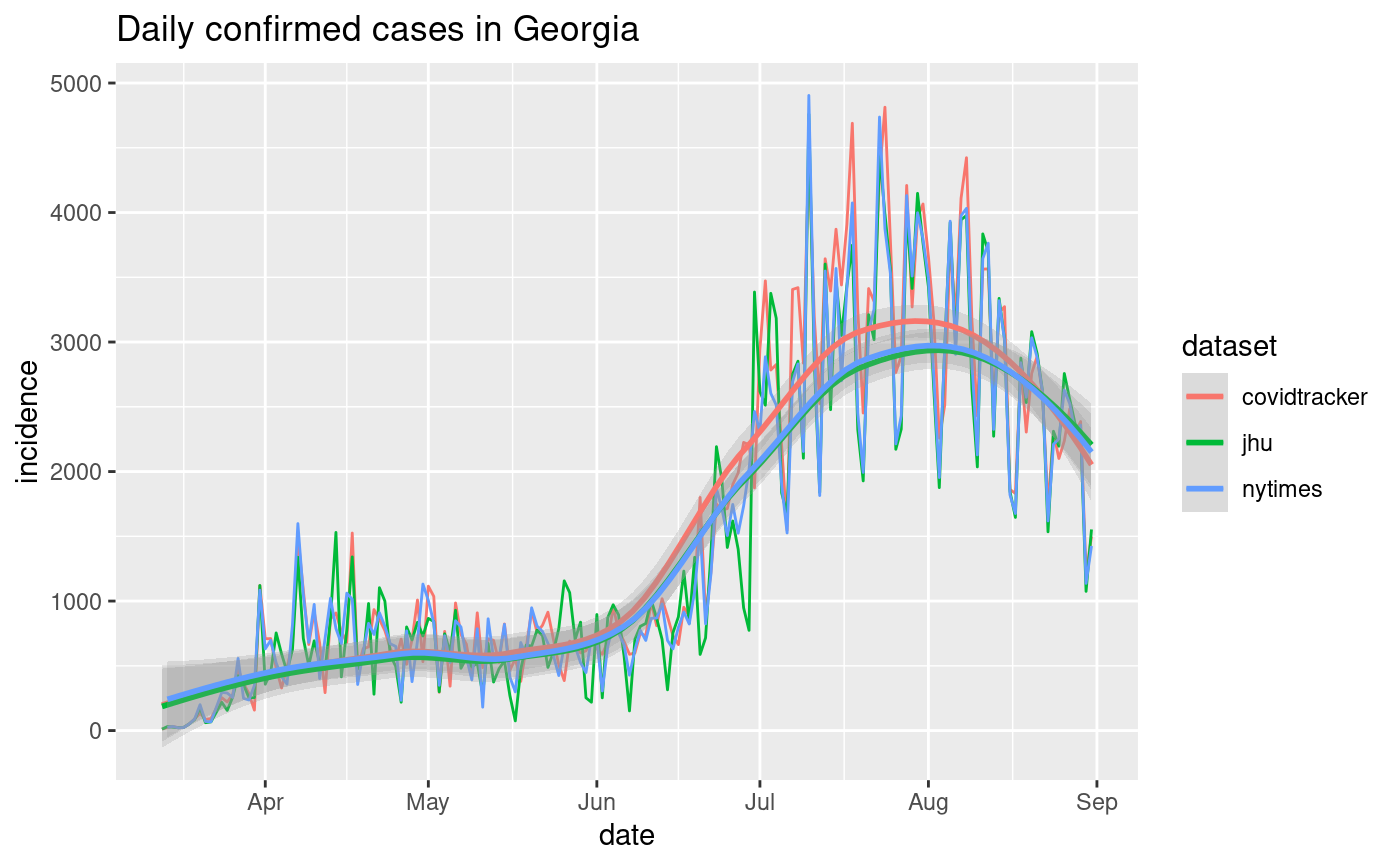 Daily confirmed cases in Georgia
incidence
5000
4000
3000
2000
1000
0
Apr May Jun Jul Aug Sep
date
dataset
covidtracker
jhu
nytimes